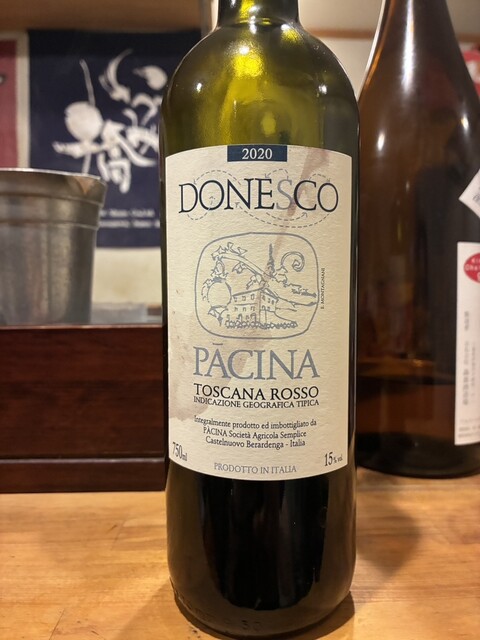 2020
DONESCO
PĀCINA
TOSCANA ROSSO
INDICAZIONE GEOGRAFICA TIPICA
Integralmente prodotto ed imbottigliato da
PĀCINA Società Agricola Semplice
Castelnuovo Berardenga - Italia
750ml
15% vol.
PRODOTTO IN ITALIA